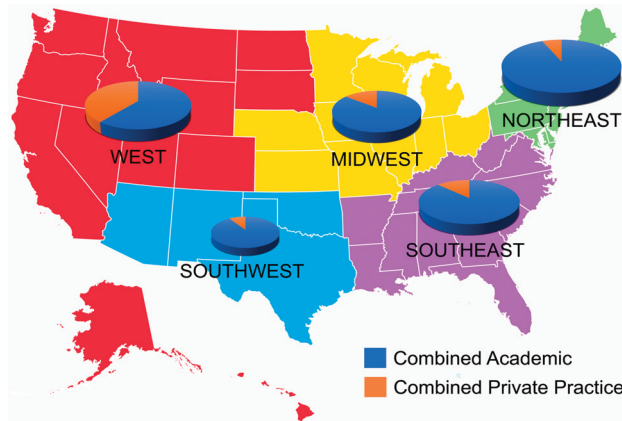 NORTHEAST
WEST
MIDWEST
SOUTHEAST
SOUTHWEST
Combined Academic
Combined Private Practice